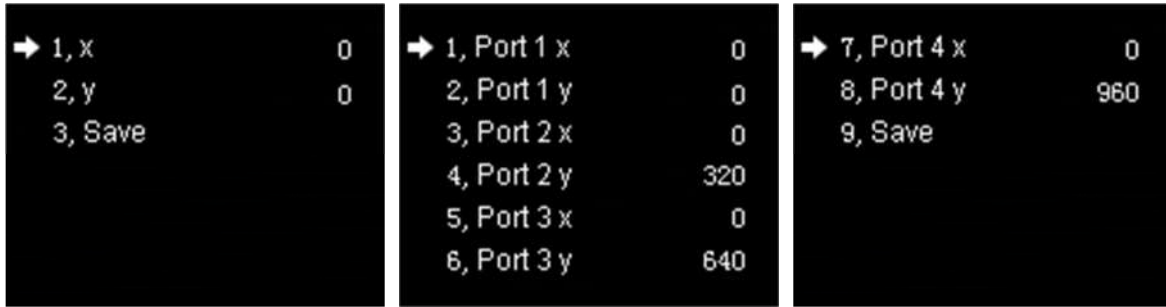 1, x 0
2, y 0
3, Save
1, Port 1 x 0
2, Port 1 y 0
3, Port 2 x 0
4, Port 2 y 320
5, Port 3 x 0
6, Port 3 y 640
7, Port 4 x 0
8, Port 4 y 960
9, Save